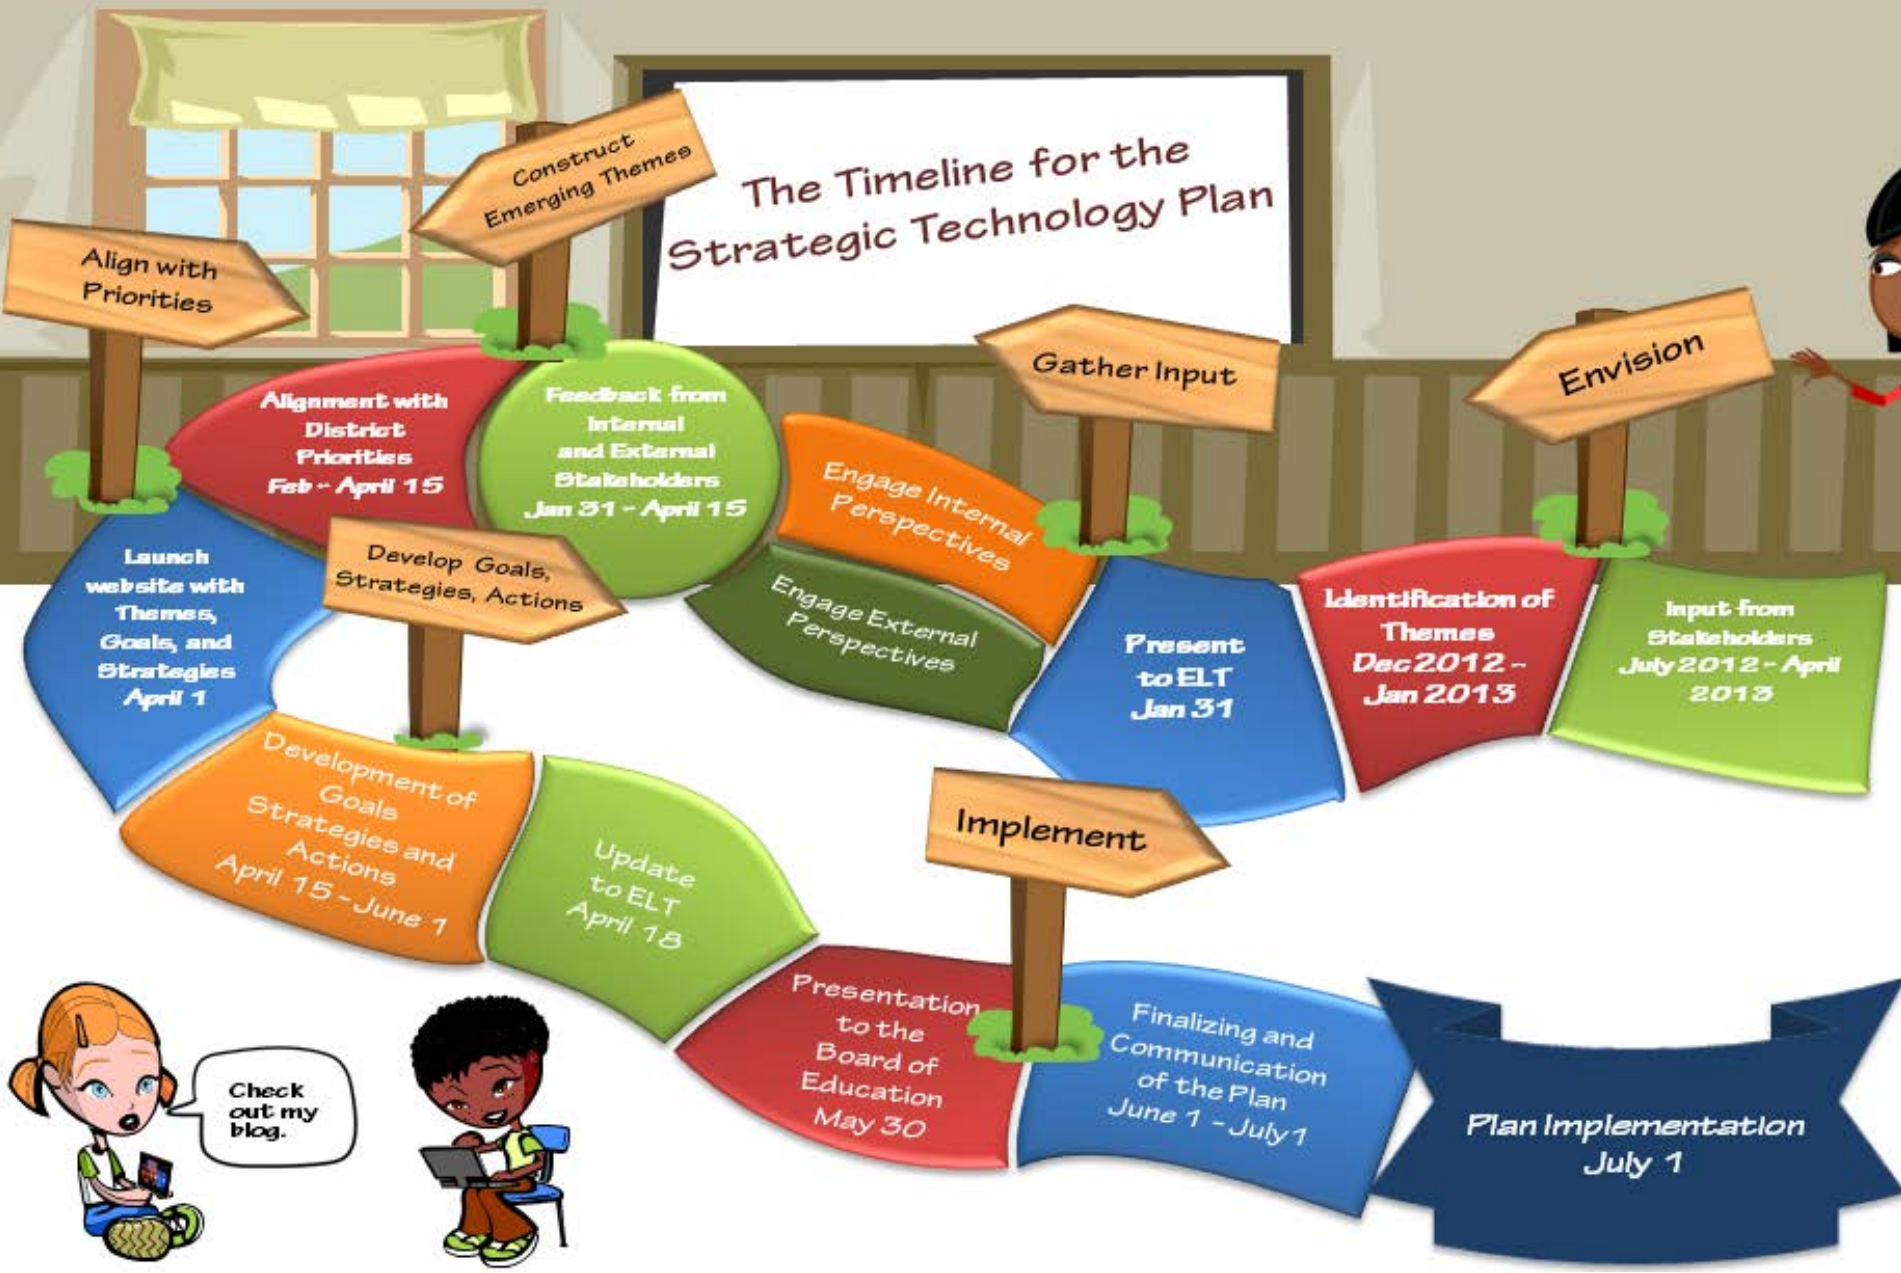 The Timeline for the
Strategic Technology Plan
Envision
Input from
Stakeholders
July 2012 - April
2013
Identification of
Themes
Dec 2012 -
Jan 2013
Gather Input
Present
to ELT
Jan 31
Engage Internal
Perspectives
Engage External
Perspectives
Construct
Emerging Themes
Feedback from
Internal
and External
Stakeholders
Jan 31 - April 15
Alignment with
District
Priorities
Feb - April 15
Align with
Priorities
Launch
website with
Themes,
Goals, and
Strategies
April 1
Develop Goals,
Strategies, Actions
Development of
Goals
Strategies and
Actions
April 15 - June 1
Update
to ELT
April 18
Presentation
to the
Board of
Education
May 30
Implement
Finalizing and
Communication
of the Plan
June 1 - July 1
Plan Implementation
July 1
Check
out my
blog.